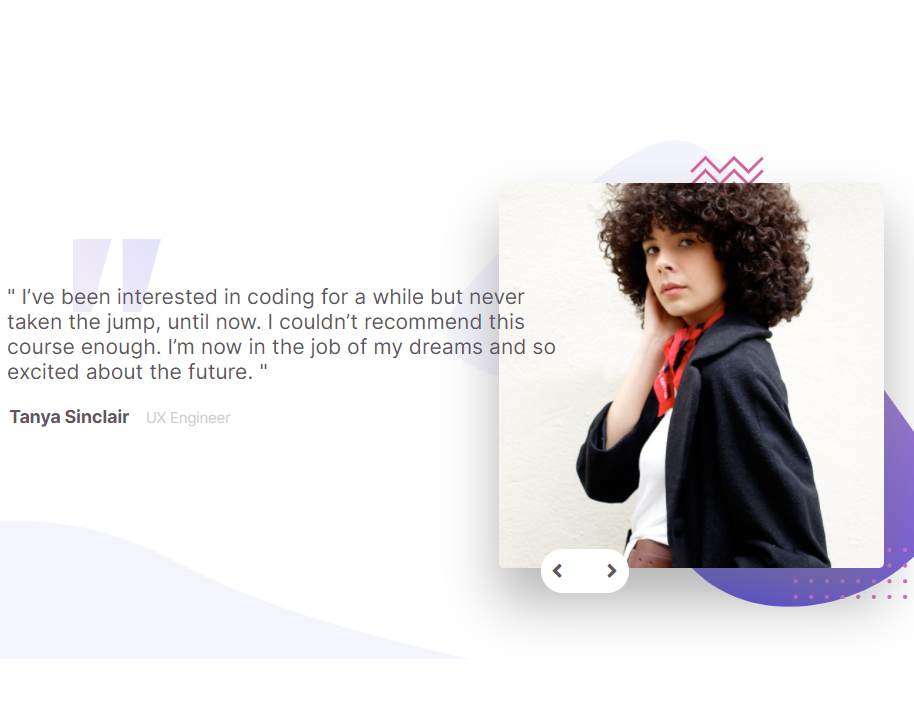 " I’ve been interested in coding for a while but never
taken the jump, until now. I couldn’t recommend this
course enough. I’m now in the job of my dreams and so
excited about the future. "
Tanya Sinclair UX Engineer